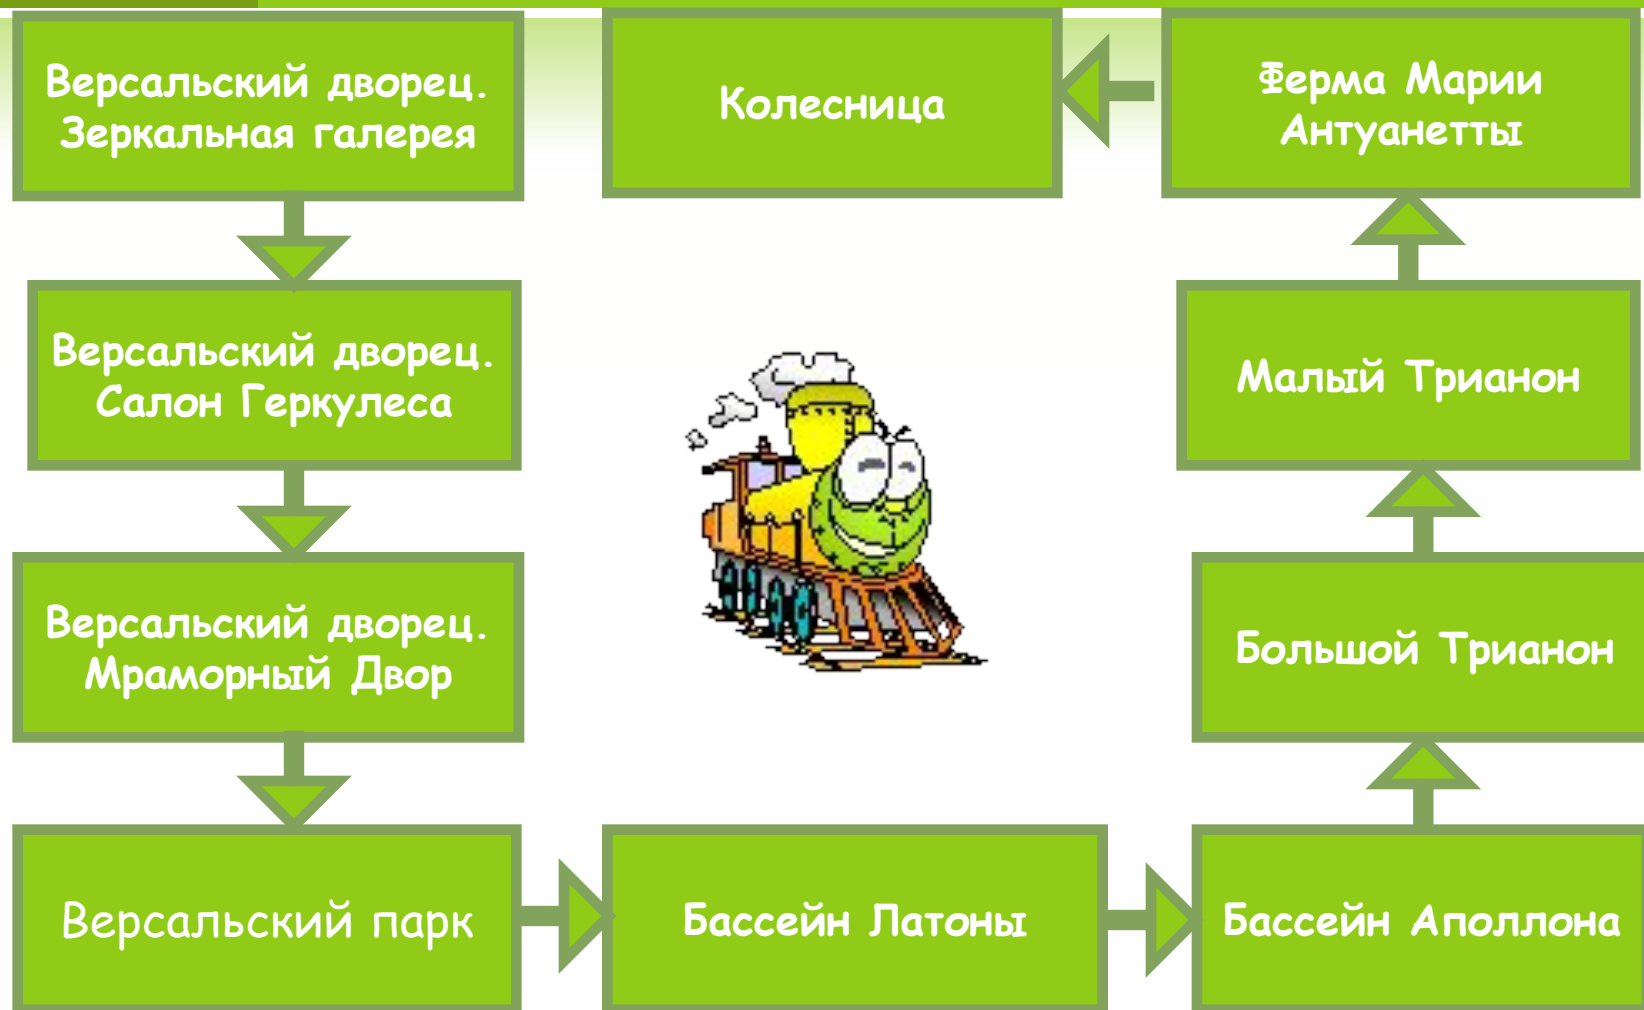 Версальский дворец.
Зеркальная галерея
Версальский дворец.
Салон Геркулеса
Версальский дворец.
Мраморный Двор
Версальский парк
Бассейн Латоны
Бассейн Аполлона
Большой Трианон
Малый Трианон
Ферма Марии
Антуанетты
Колесница